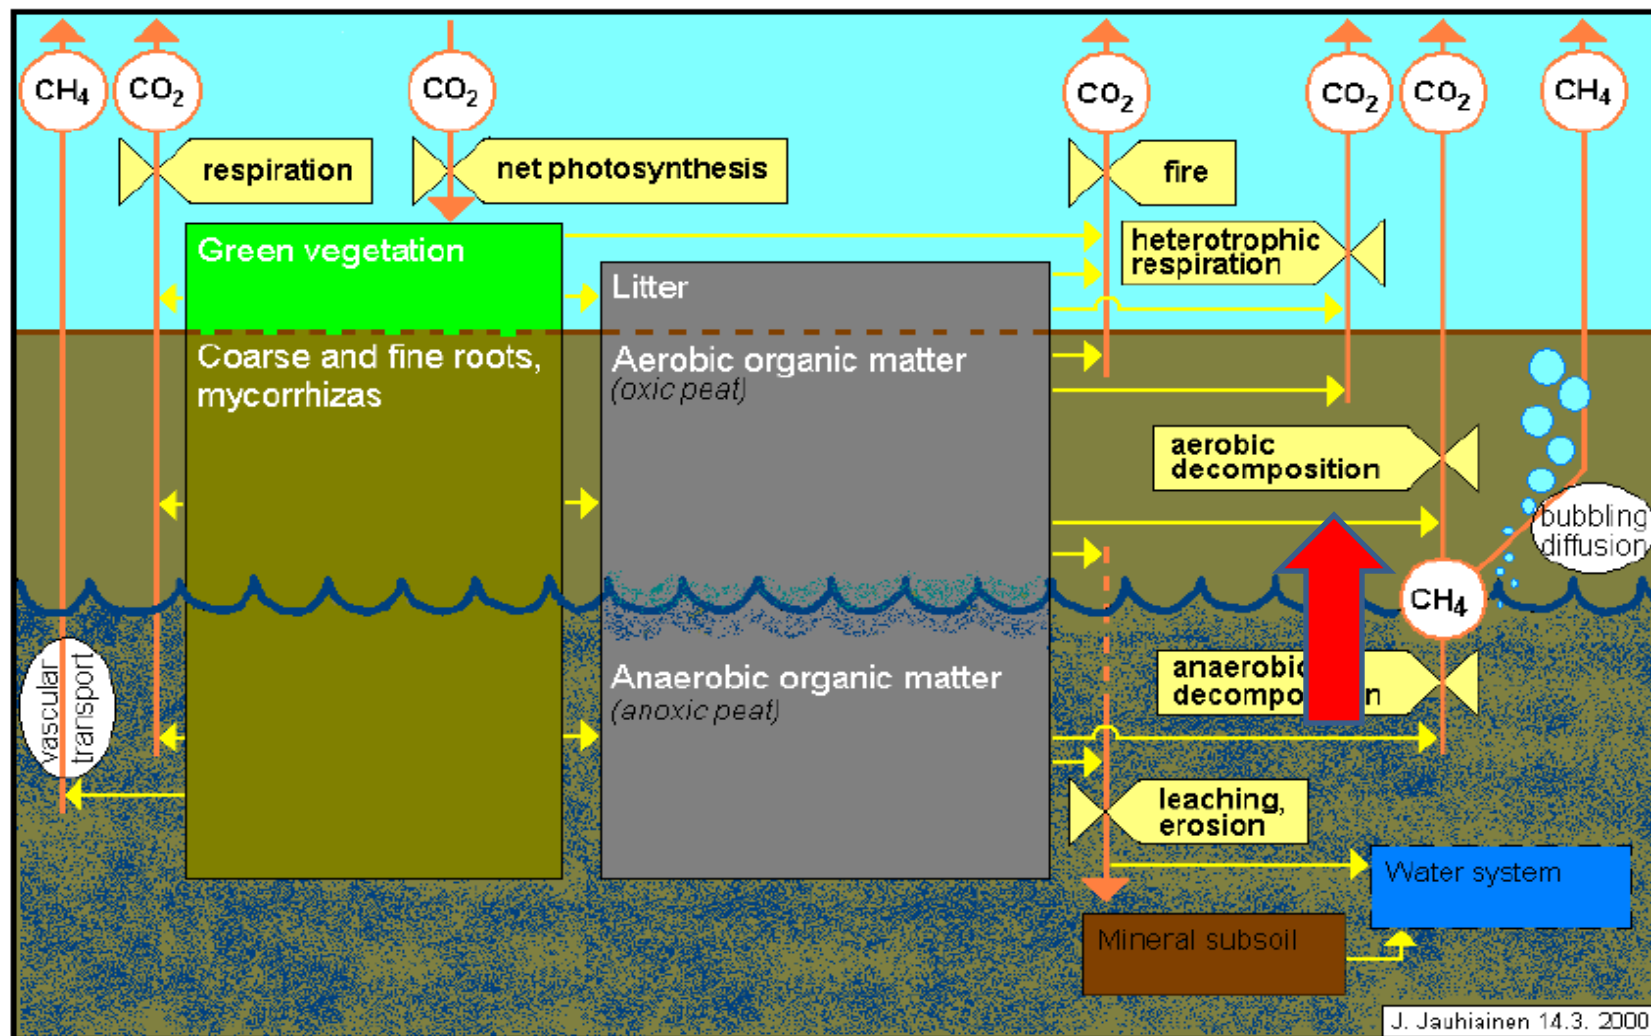 CH₄
CO₂
CO₂
CO₂
CO₂
CO₂
CH₄
respiration
net photosynthesis
fire
Green vegetation
heterotrophic
respiration
Litter
Coarse and fine roots,
mycorrhizas
Aerobic organic matter
(oxic peat)
aerobic
decomposition
bubbling
diffusion
CH₄
vascular
transport
Anaerobic organic matter
(anoxic peat)
anaerobic
decomposition
leaching,
erosion
Water system
Mineral subsoil
J. Jauhiainen 14.3. 2000